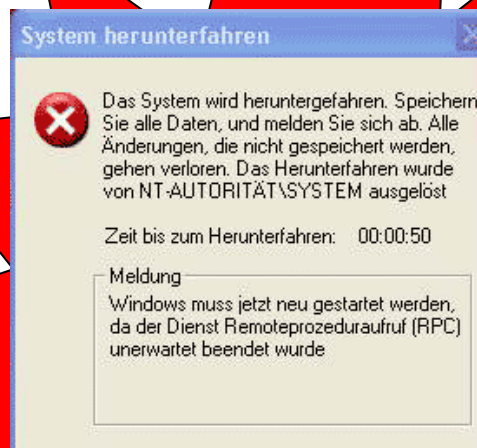 System herunterfahren
Das System wird heruntergefahren. Speichern
Sie alle Daten, und melden Sie sich ab. Alle
Änderungen, die nicht gespeichert werden,
gehen verloren. Das Herunterfahren wurde
von NT-AUTORITÄT\SYSTEM ausgelöst
Zeit bis zum Herunterfahren: 00:00:50
Meldung
Windows muss jetzt neu gestartet werden,
da der Dienst Remoteprozeduraufruf (RPC)
unerwartet beendet wurde